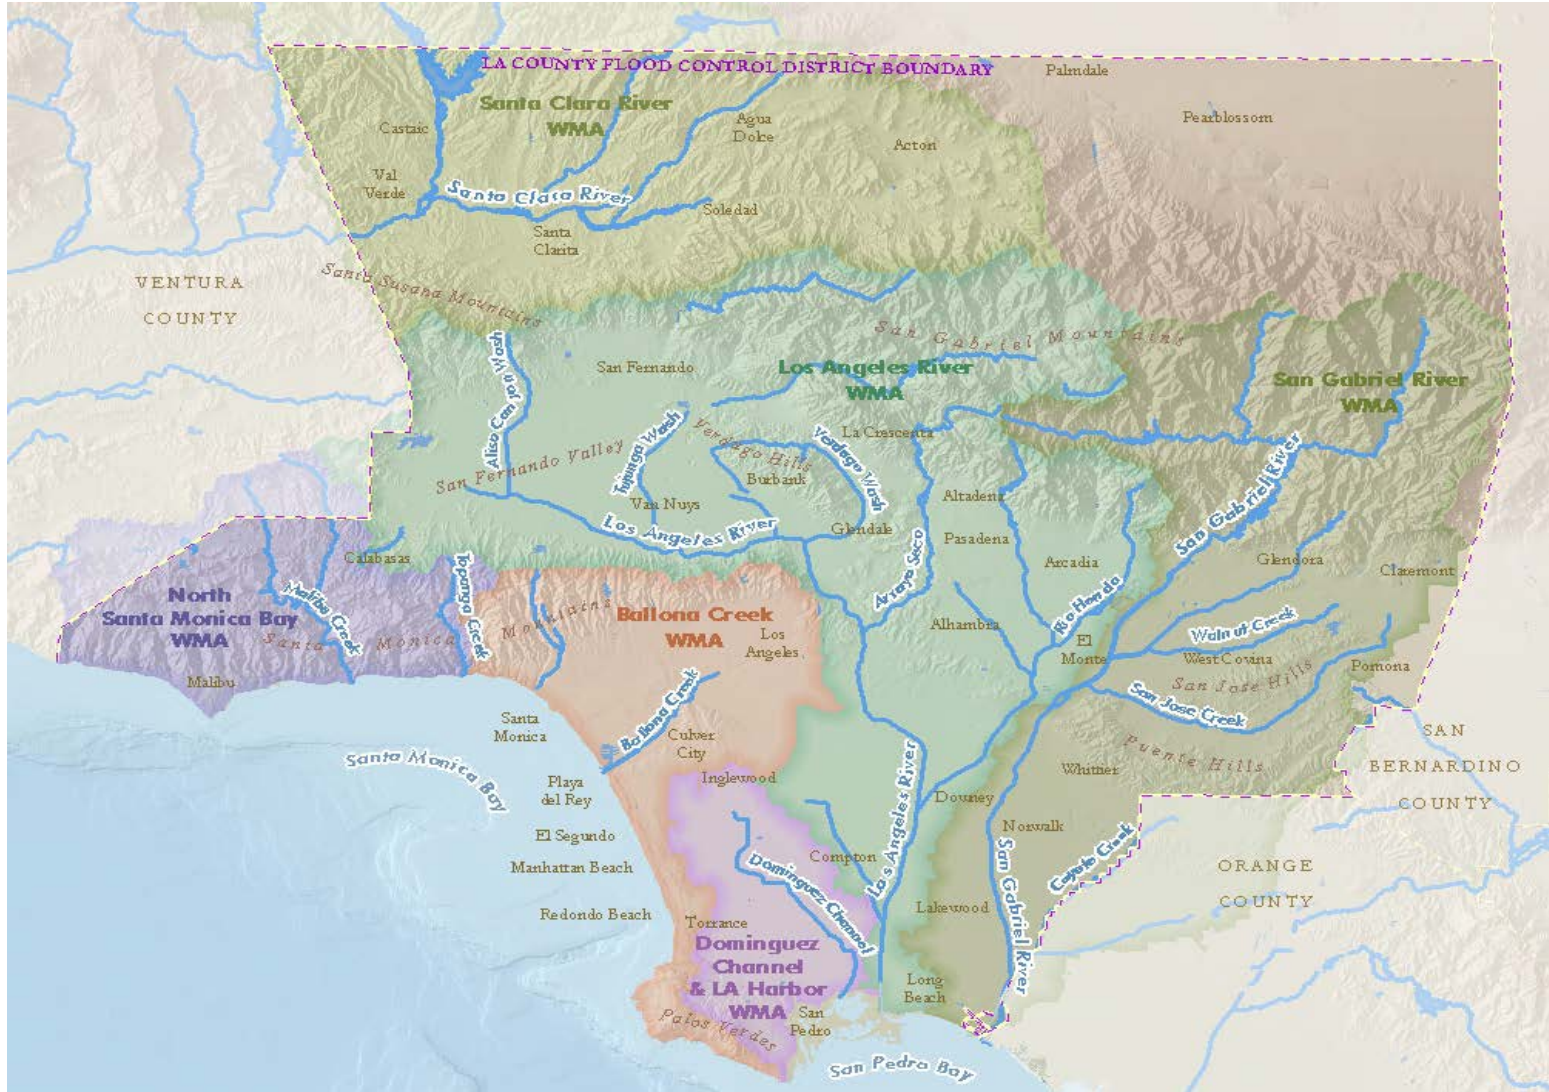 LA COUNTY FLOOD CONTROL DISTRICT BOUNDARY
Palmdale
Santa Clara River
WMA
Pearblossom
Castaic
Agua
Dolce
Acton
Val
Verde
Santa Clara River
Soledad
Santa
Clarita
Santa Susana Mountains
VENTURA
COUNTY
San Gabriel Mountains
Aliso Canyon Wash
San Fernando
Los Angeles River
WMA
San Gabriel River
WMA
Tujunga Wash
Verdugo Hills
Verdugo Wash
La Crescenta
San Fernando Valley
Burbank
Van Nuys
Los Angeles River
Glendale
Altadena
Pasadena
Arroyo Seco
San Gabriel River
Arcadia
Glendora
Claremont
Calabasas
Topanga
Creek
North
Santa Monica Bay
WMA
Malibu Creek
Santa Monica Mountains
Malibu
Ballona Creek
WMA
Los
Angeles
Alhambra
Rio Hondo
El
Monte
Walnut Creek
West Covina
San Jose Hills
Pomona
San Jose Creek
Santa
Monica
Ballona Creek
Culver
City
Santa Monica Bay
Inglewood
Playa
del Rey
Los Angeles River
Downey
Whittier
Puente Hills
SAN
BERNARDINO
COUNTY
El Segundo
Manhattan Beach
Compton
Norwalk
Coyote Creek
ORANGE
COUNTY
Dominguez Channel
Redondo Beach
Torrance
Lakewood
San Gabriel River
Dominguez
Channel
& LA Harbor
WMA
Long
Beach
San
Pedro
Palos Verdes
San Pedro Bay